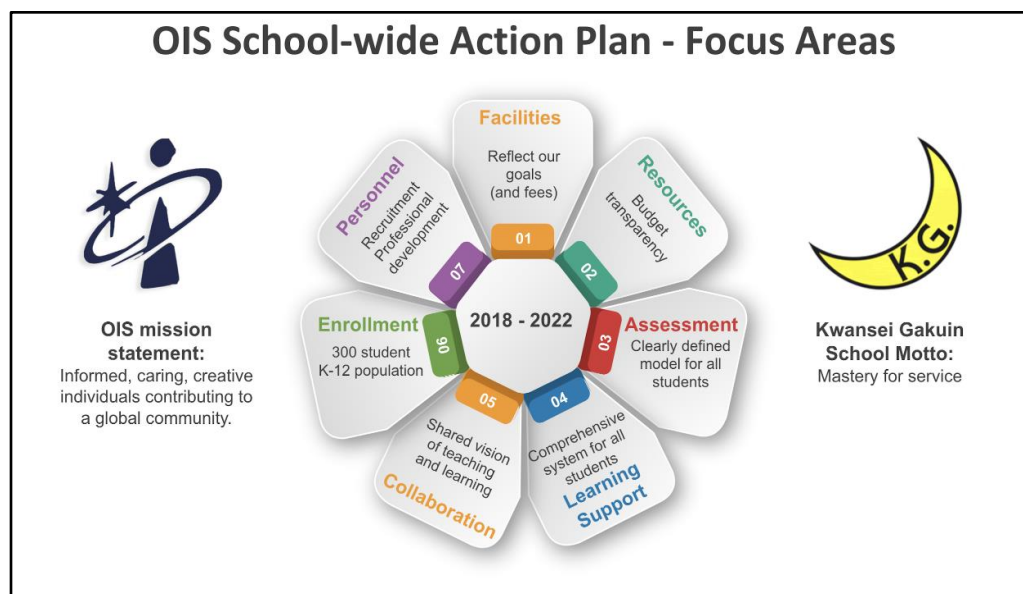 OIS School-wide Action Plan - Focus Areas
OIS mission
statement:
Informed, caring, creative
individuals contributing to
a global community.
2018 - 2022
01
Facilities
Reflect our
goals
(and fees)
02
Resources
Budget
transparency
03
Assessment
Clearly defined
model for all
students
04
Comprehensive
system for all
students
Learning
Support
05
Shared vision
of teaching
and learning
Collaboration
06
Enrollment
300 student
K-12 population
07
Personnel
Recruitment
Professional
development
K.G.
Kwansei Gakuin
School Motto:
Mastery for service